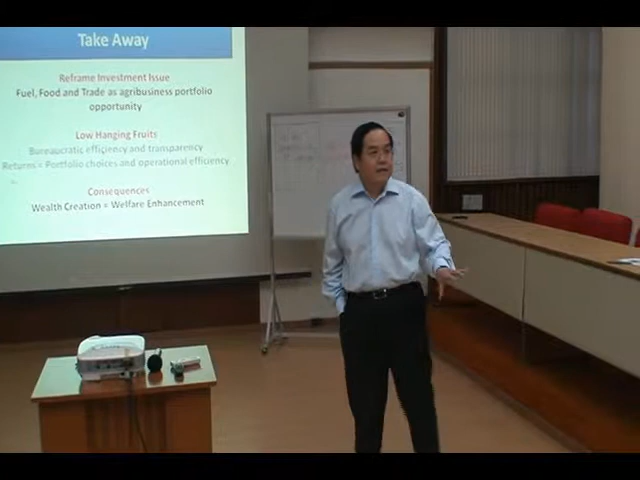 Take Away
Reframe Investment Issue
Fuel, Food and Trade as agribusiness portfolio
opportunity
Low Hanging Fruits
Bureaucratic efficiency and transparency
Returns = Portfolio choices and operational efficiency
Consequences
Wealth Creation = Welfare Enhancement